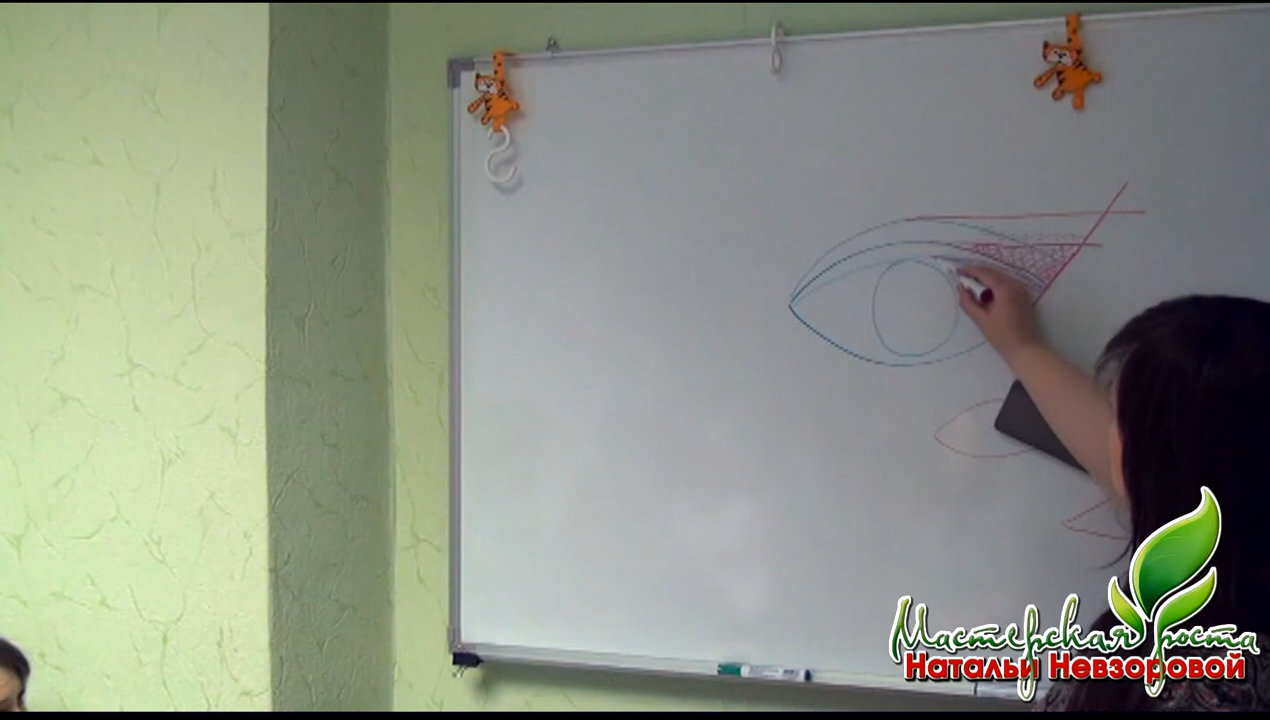 Мастерская роста
Натальи Невзоровой